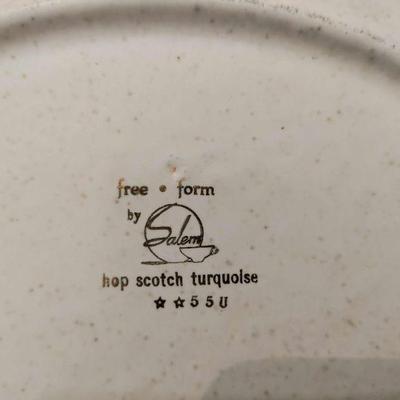 free • form
by Salem
hop scotch turquoise
☆☆55U